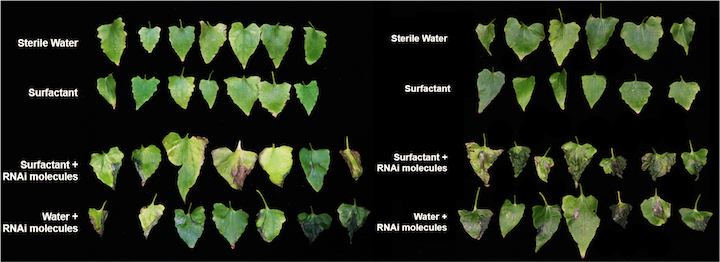 Sterile Water
Surfactant
Surfactant +
RNAi molecules
Water +
RNAi molecules
Sterile Water
Surfactant
Surfactant +
RNAi molecules
Water +
RNAi molecules